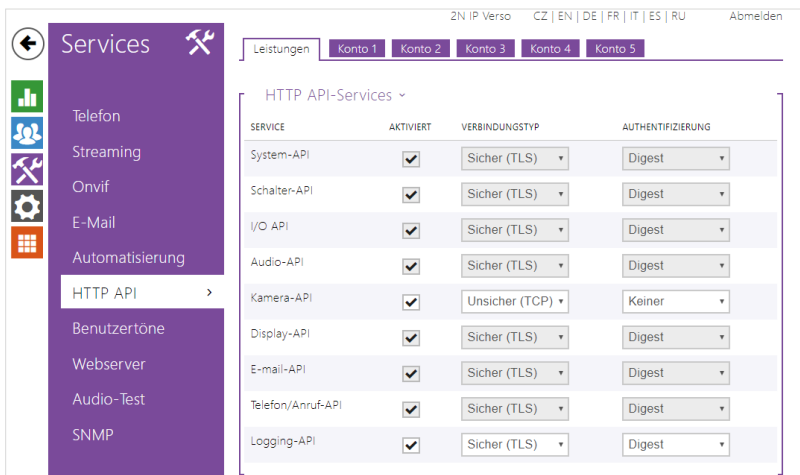 2N IP Verso CZ | EN | DE | FR | IT | ES | RU Abmelden
Services
Leistungen Konto 1 Konto 2 Konto 3 Konto 4 Konto 5
Telefon
Streaming
Onvif
E-Mail
Automatisierung
HTTP API
Benutzertöne
Webserver
Audio-Test
SNMP
HTTP API-Services
SERVICE AKTIVIERT VERBINDUNGSTYP AUTHENTIFIZIERUNG
System-API Sicher (TLS) Digest
Schalter-API Sicher (TLS) Digest
I/O API Sicher (TLS) Digest
Audio-API Sicher (TLS) Digest
Kamera-API Unsicher (TCP) Keiner
Display-API Sicher (TLS) Digest
E-mail-API Sicher (TLS) Digest
Telefon/Anruf-API Sicher (TLS) Digest
Logging-API Sicher (TLS) Digest